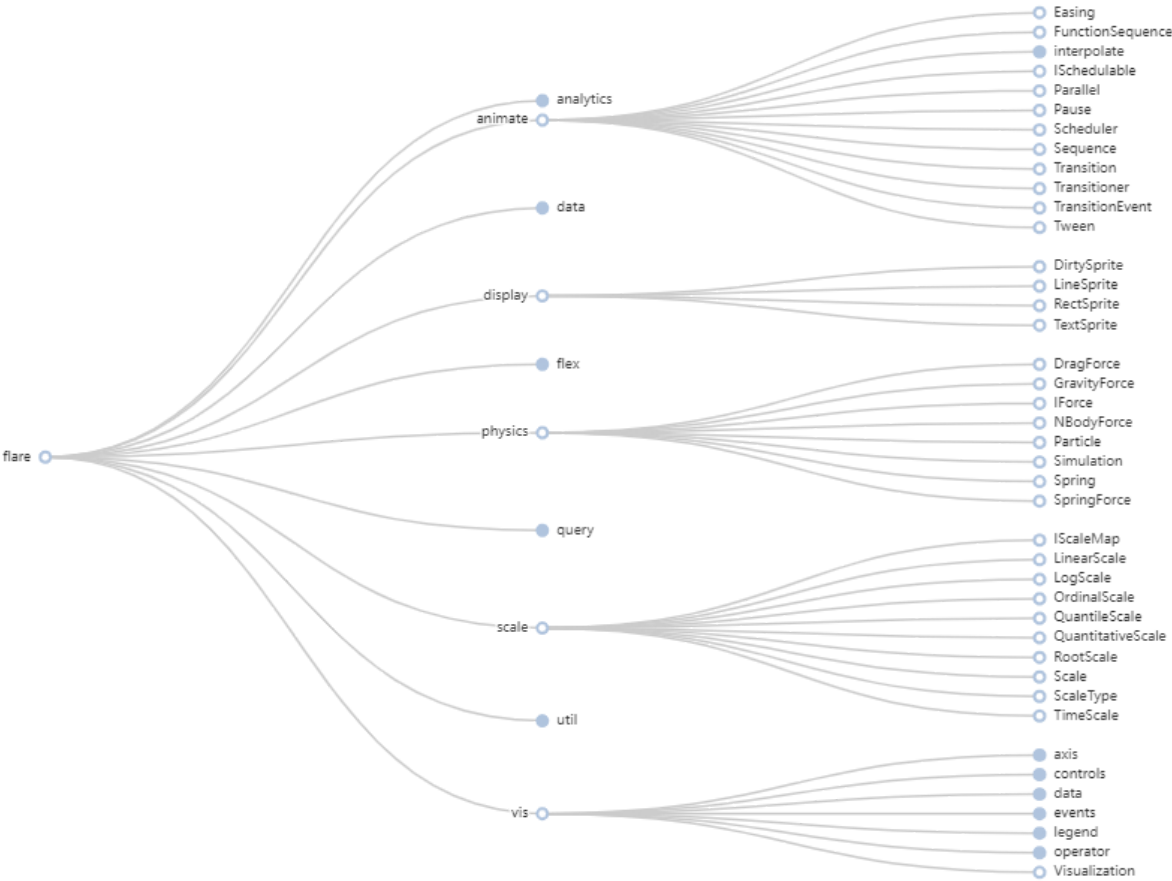 flare
analytics
animate
data
display
flex
physics
query
scale
util
vis
Easing
FunctionSequence
interpolate
ISchedulable
Parallel
Pause
Scheduler
Sequence
Transition
Transitioner
TransitionEvent
Tween
DirtySprite
LineSprite
RectSprite
TextSprite
DragForce
GravityForce
IForce
NBodyForce
Particle
Simulation
Spring
SpringForce
IScaleMap
LinearScale
LogScale
OrdinalScale
QuantileScale
QuantitativeScale
RootScale
Scale
ScaleType
TimeScale
axis
controls
data
events
legend
operator
Visualization